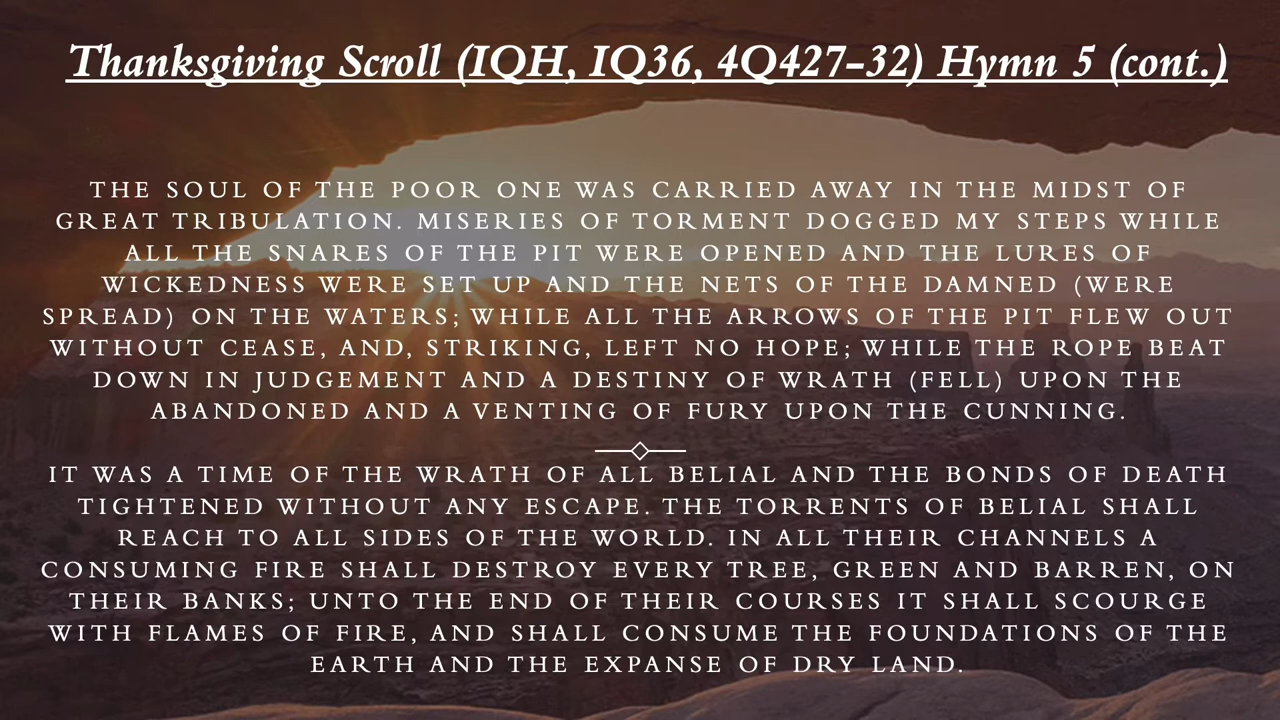 Thanksgiving Scroll (IQH, IQ36, 4Q427-32) Hymn 5 (cont.)
THE SOUL OF THE POOR ONE WAS CARRIED AWAY IN THE MIDST OF
GREAT TRIBULATION. MISERIES OF TORMENT DOGGED MY STEPS WHILE
ALL THE SNARES OF THE PIT WERE OPENED AND THE LURES OF
WICKEDNESS WERE SET UP AND THE NETS OF THE DAMNED (WERE
SPREAD) ON THE WATERS; WHILE ALL THE ARROWS OF THE PIT FLEW OUT
WITHOUT CEASE, AND, STRIKING, LEFT NO HOPE; WHILE THE ROPE BEAT
DOWN IN JUDGEMENT AND A DESTINY OF WRATH (FELL) UPON THE
ABANDONED AND A VENTING OF FURY UPON THE CUNNING.
IT WAS A TIME OF THE WRATH OF ALL BELIAL AND THE BONDS OF DEATH
TIGHTENED WITHOUT ANY ESCAPE. THE TORRENTS OF BELIAL SHALL
REACH TO ALL SIDES OF THE WORLD. IN ALL THEIR CHANNELS A
CONSUMING FIRE SHALL DESTROY EVERY TREE, GREEN AND BARREN, ON
THEIR BANKS; UNTO THE END OF THEIR COURSES IT SHALL SCOURGE
WITH FLAMES OF FIRE, AND SHALL CONSUME THE FOUNDATIONS OF THE
EARTH AND THE EXPANSE OF DRY LAND.